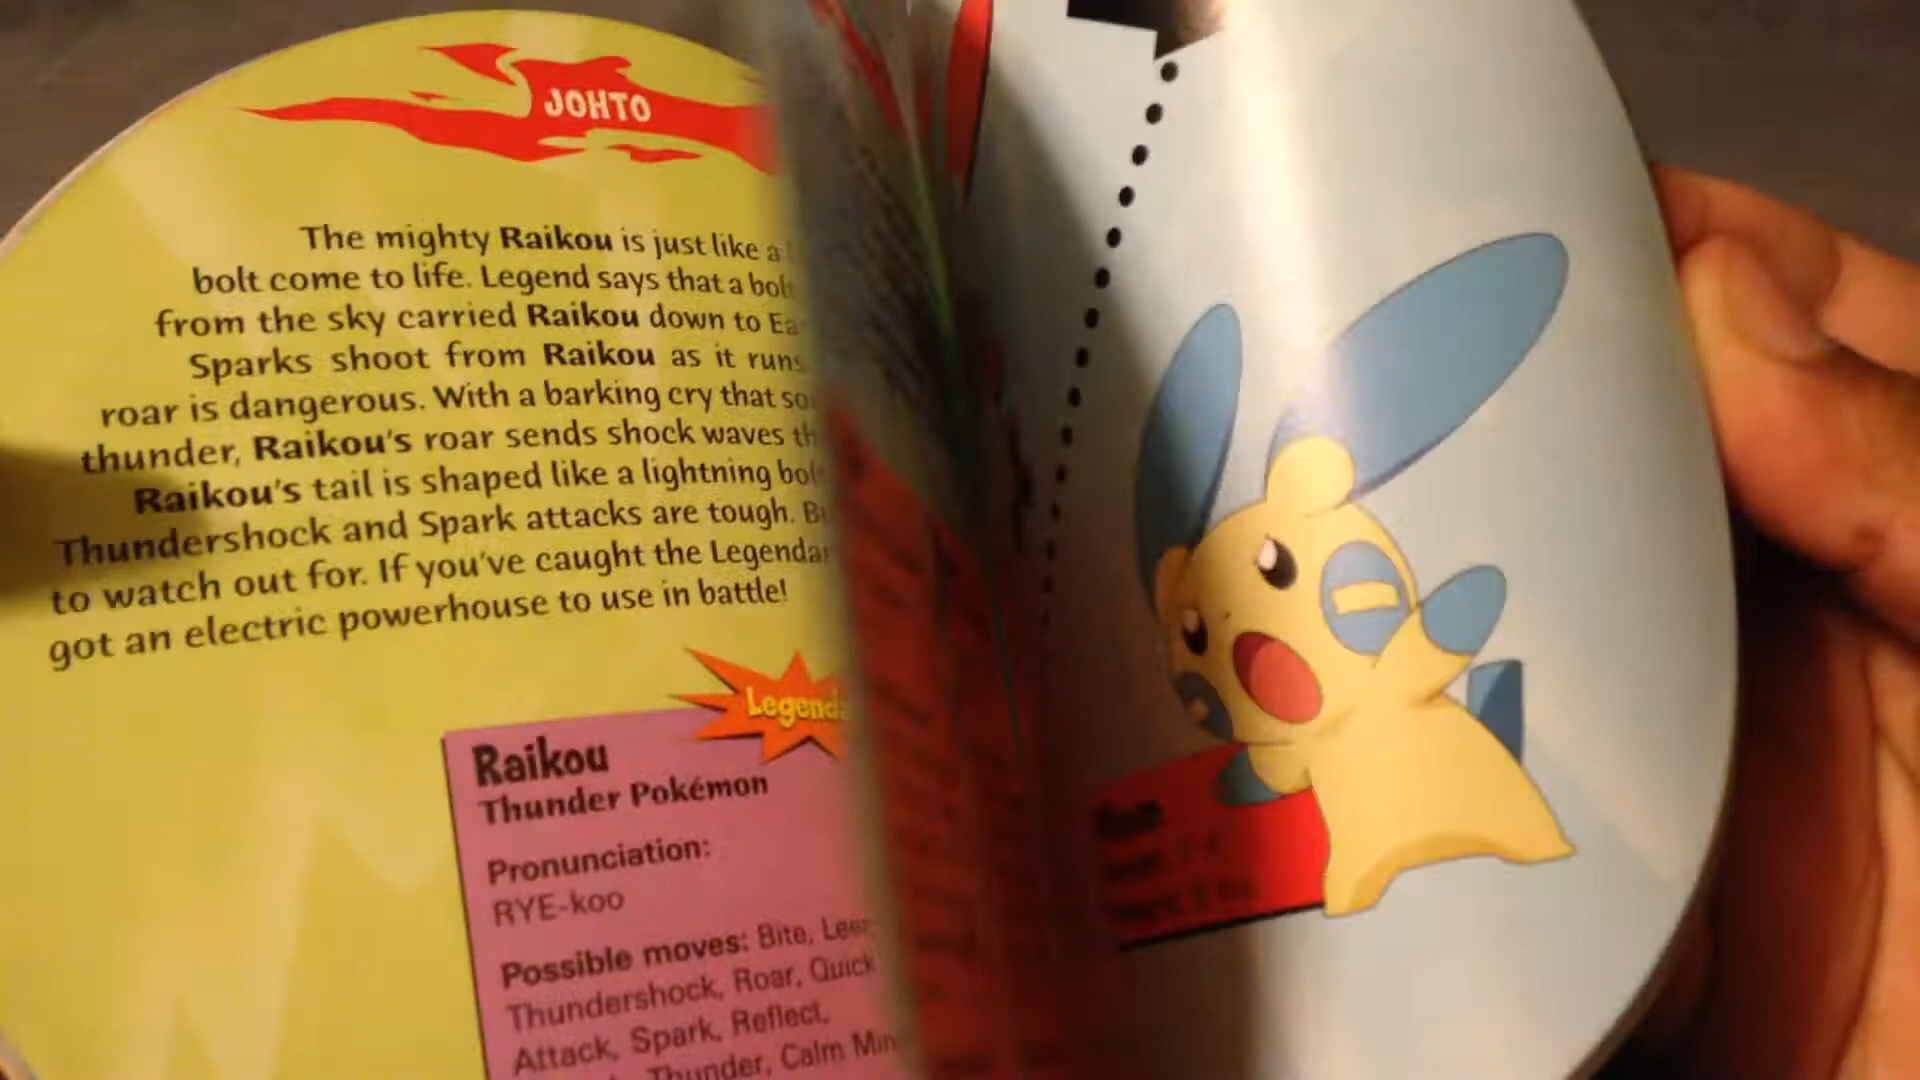 JOHTO
The mighty Raikou is just like a
bolt come to life. Legend says that a bolt
from the sky carried Raikou down to Ea
Sparks shoot from Raikou as it runs
roar is dangerous. With a barking cry that so
thunder, Raikou's roar sends shock waves th
Raikou's tail is shaped like a lightning bol
Thundershock and Spark attacks are tough. Bu
to watch out for. If you've caught the Legendar
got an electric powerhouse to use in battle!
Legenda
Raikou
Thunder Pokémon
Pronunciation:
RYE-koo
Possible moves: Bite, Leer
Thundershock, Roar, Quick
Attack, Spark, Reflect,
Thunder, Calm Min